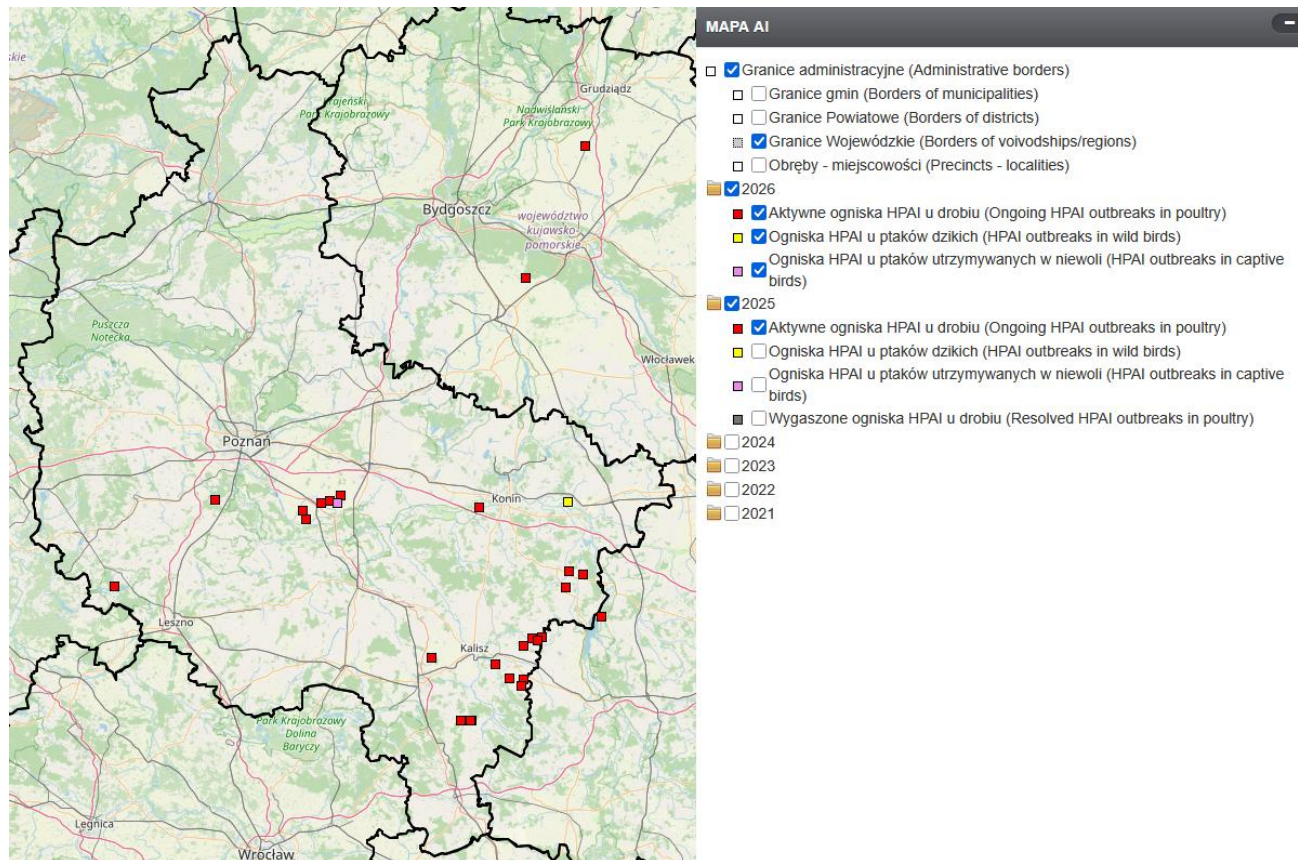 skie
Grudziądz
Krajeński
Park Krajobrazowy
Nadwiślański
Park Krajobrazowy
Bydgoszcz
województwo
kujawsko-
pomorskie
Puszcza
Notecka
Włocławek
Poznań
Konin
Leszno
Kalisz
Park Krajobrazowy
Dolina
Baryczy
Legnica
Wrocław
MAPA AI
Granice administracyjne (Administrative borders)
Granice gmin (Borders of municipalities)
Granice Powiatowe (Borders of districts)
Granice Wojewódzkie (Borders of voivodships/regions)
Obręby - miejscowości (Precincts - localities)
2026
Aktywne ogniska HPAI u drobiu (Ongoing HPAI outbreaks in poultry)
Ogniska HPAI u ptaków dzikich (HPAI outbreaks in wild birds)
Ogniska HPAI u ptaków utrzymywanych w niewoli (HPAI outbreaks in captive
birds)
2025
Aktywne ogniska HPAI u drobiu (Ongoing HPAI outbreaks in poultry)
Ogniska HPAI u ptaków dzikich (HPAI outbreaks in wild birds)
Ogniska HPAI u ptaków utrzymywanych w niewoli (HPAI outbreaks in captive
birds)
Wygaszone ogniska HPAI u drobiu (Resolved HPAI outbreaks in poultry)
2024
2023
2022
2021